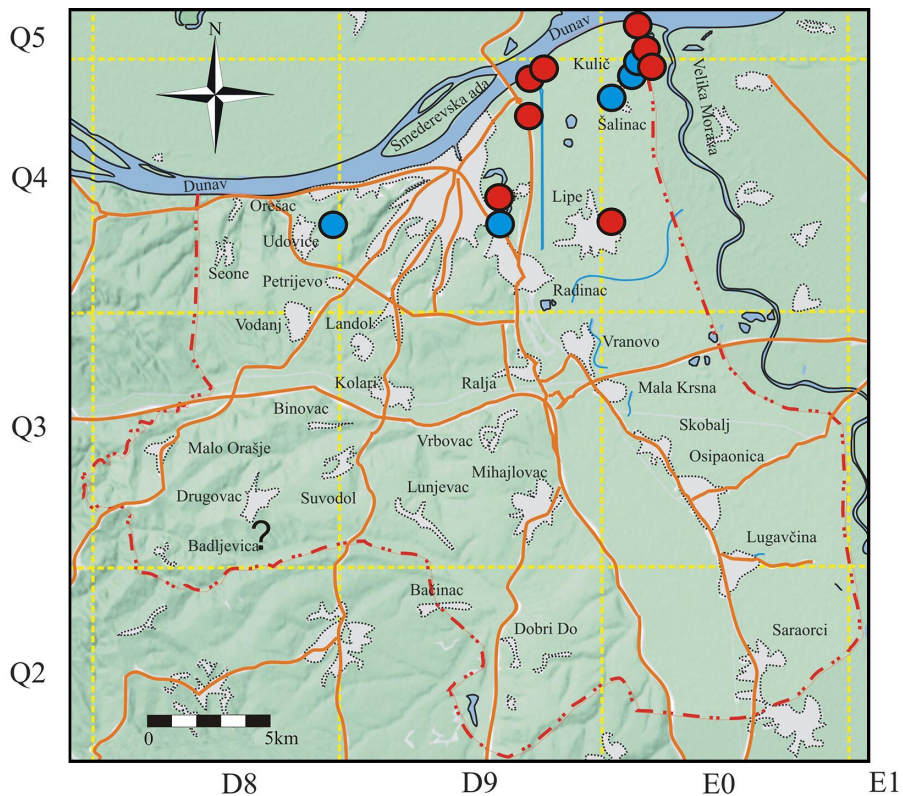 N
Q5
Dunav
Kulič
Velika Morava
Smederevska ada
Šalinac
Q4
Dunav
Orešac
Lipe
Udovice
Seone
Petrijevo
Radinac
Vodanj
Landol
Vranovo
Kolari
Ralja
Mala Krsna
Binovac
Q3
Skobalj
Vrbovac
Malo Orašje
Osipaonica
Mihajlovac
Drugovac
Suvodol
Lunjevac
?
Badljevica
Lugavčina
Bačinac
Dobri Do
Saraorci
Q2
0
5km
D8
D9
E0
E1